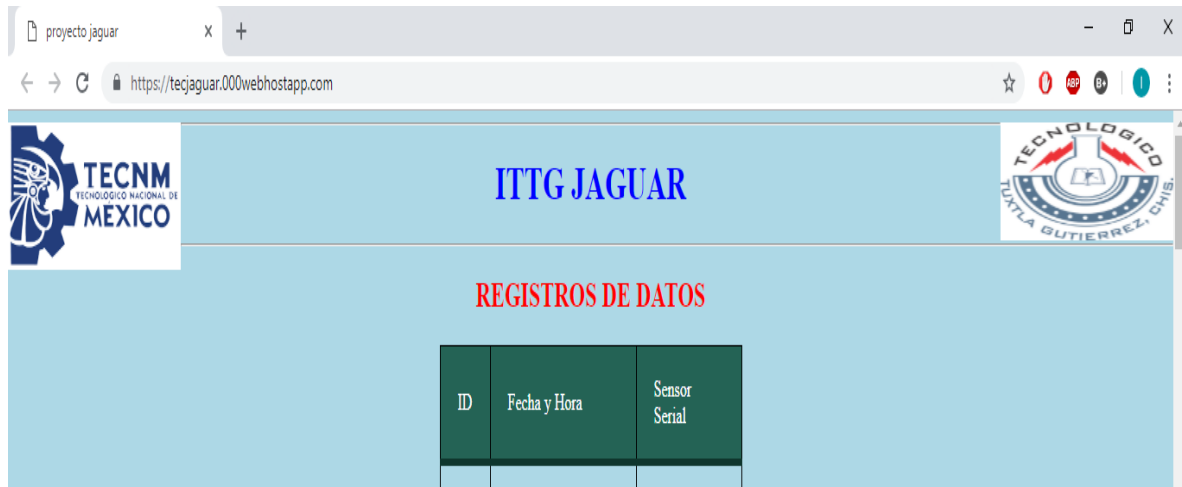 proyecto jaguar
https://tecjaguar.000webhostapp.com
ABP
B+
I
TECNM
TECNOLÓGICO NACIONAL DE
MÉXICO
ITTG JAGUAR
TECNOLOGICO
TUXTLA GUTIERREZ, CHIS.
REGISTROS DE DATOS
ID
Fecha y Hora
Sensor
Serial